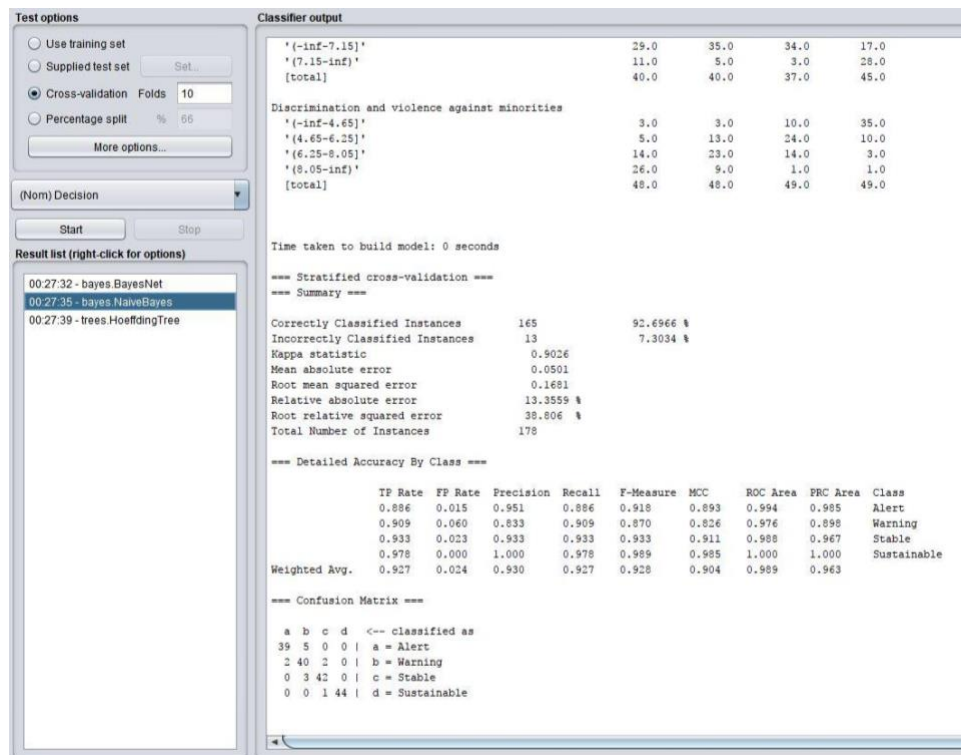 Test options
Use training set
Supplied test set Set...
Cross-validation Folds 10
Percentage split % 66
More options...
(Nom) Decision
Start Stop
Result list (right-click for options)
00:27:32 - bayes.BayesNet
00:27:35 - bayes.NaiveBayes
00:27:39 - trees.HoeffdingTree
Classifier output
'(-inf-7.15]' 29.0 35.0 34.0 17.0
'(7.15-inf)' 11.0 5.0 3.0 28.0
[total] 40.0 40.0 37.0 45.0
Discrimination and violence against minorities
'(-inf-4.65]' 3.0 3.0 10.0 35.0
'(4.65-6.25]' 5.0 13.0 24.0 10.0
'(6.25-8.05]' 14.0 23.0 14.0 3.0
'(8.05-inf)' 26.0 9.0 1.0 1.0
[total] 48.0 48.0 49.0 49.0
Time taken to build model: 0 seconds
=== Stratified cross-validation ===
=== Summary ===
Correctly Classified Instances 165 92.6966 %
Incorrectly Classified Instances 13 7.3034 %
Kappa statistic 0.9026
Mean absolute error 0.0501
Root mean squared error 0.1681
Relative absolute error 13.3559 %
Root relative squared error 38.806 %
Total Number of Instances 178
=== Detailed Accuracy By Class ===
TP Rate FP Rate Precision Recall F-Measure MCC ROC Area PRC Area Class
0.886 0.015 0.951 0.886 0.918 0.893 0.994 0.985 Alert
0.909 0.060 0.833 0.909 0.870 0.826 0.976 0.898 Warning
0.933 0.023 0.933 0.933 0.933 0.911 0.988 0.967 Stable
0.978 0.000 1.000 0.978 0.989 0.985 1.000 1.000 Sustainable
Weighted Avg. 0.927 0.024 0.930 0.927 0.928 0.904 0.989 0.963
=== Confusion Matrix ===
a b c d <-- classified as
39 5 0 0 | a = Alert
2 40 2 0 | b = Warning
0 3 42 0 | c = Stable
0 0 1 44 | d = Sustainable